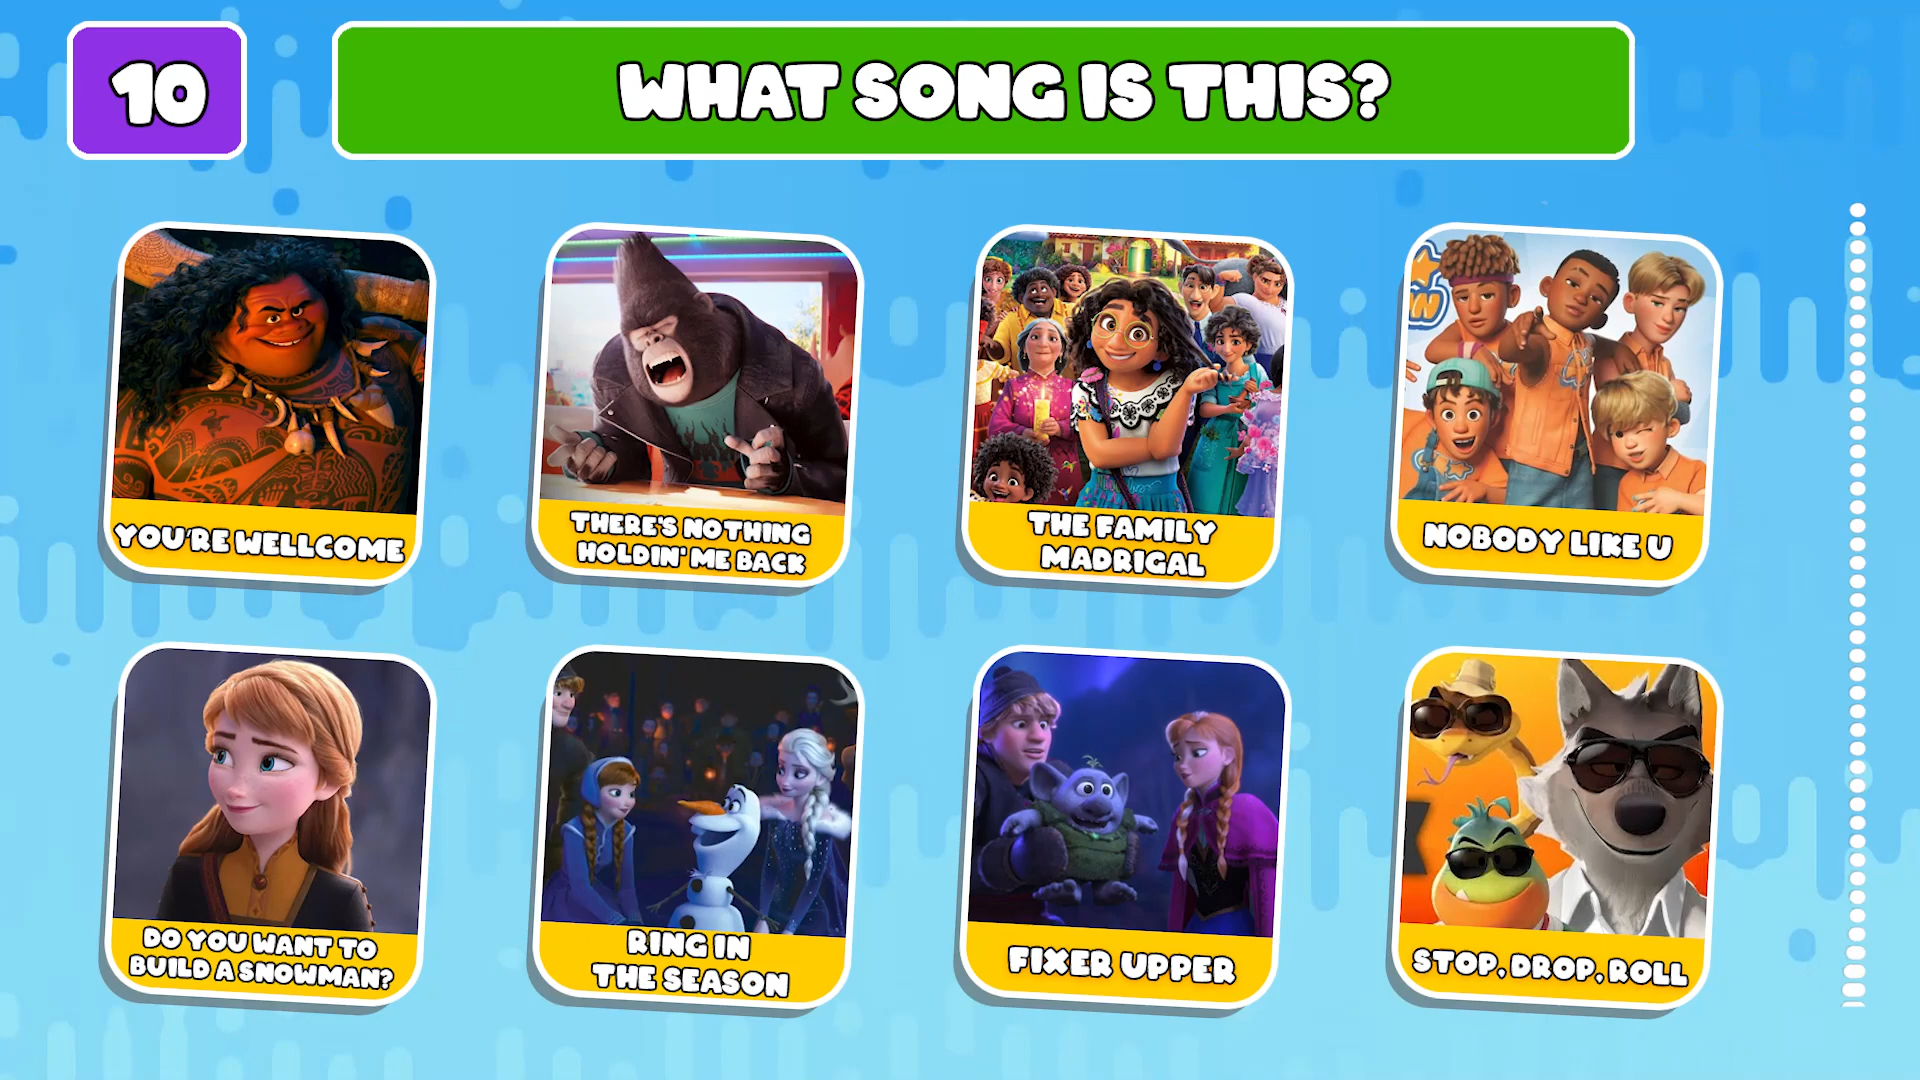 10
WHAT SONG IS THIS?
YOU'RE WELLCOME
THERE'S NOTHING
HOLDIN' ME BACK
THE FAMILY
MADRIGAL
NOBODY LIKE U
DO YOU WANT TO
BUILD A SNOWMAN?
RING IN
THE SEASON
FIXER UPPER
STOP, DROP, ROLL